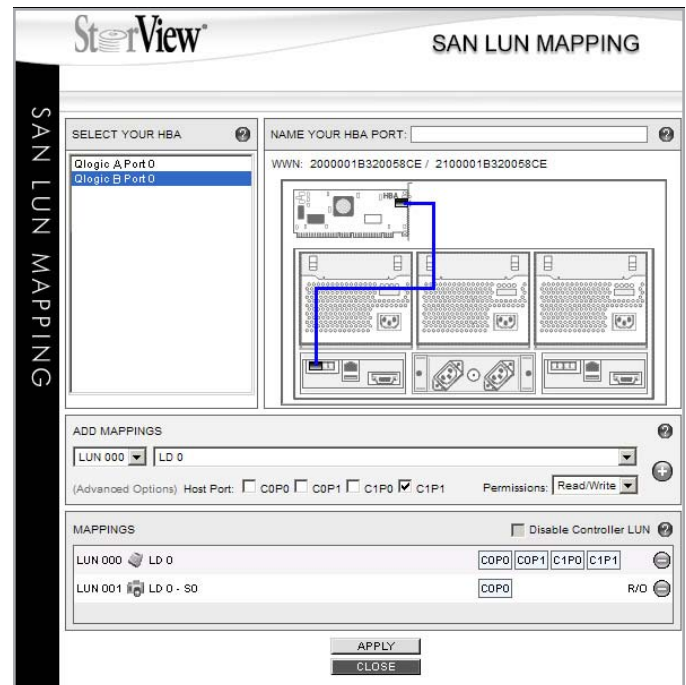 StorView
SAN LUN MAPPING
SAN LUN MAPPING
SELECT YOUR HBA ?
NAME YOUR HBA PORT: ?
Qlogic A Port 0
Qlogic B Port 0
WWN: 2000001B320058CE / 2100001B320058CE
HBA
ADD MAPPINGS ?
LUN 000 LD 0
(Advanced Options) Host Port: C0P0 C0P1 C1P0 C1P1 Permissions: Read/Write
MAPPINGS Disable Controller LUN ?
LUN 000 LD 0 C0P0 C0P1 C1P0 C1P1
LUN 001 LD 0 - S0 C0P0 R/O
APPLY
CLOSE